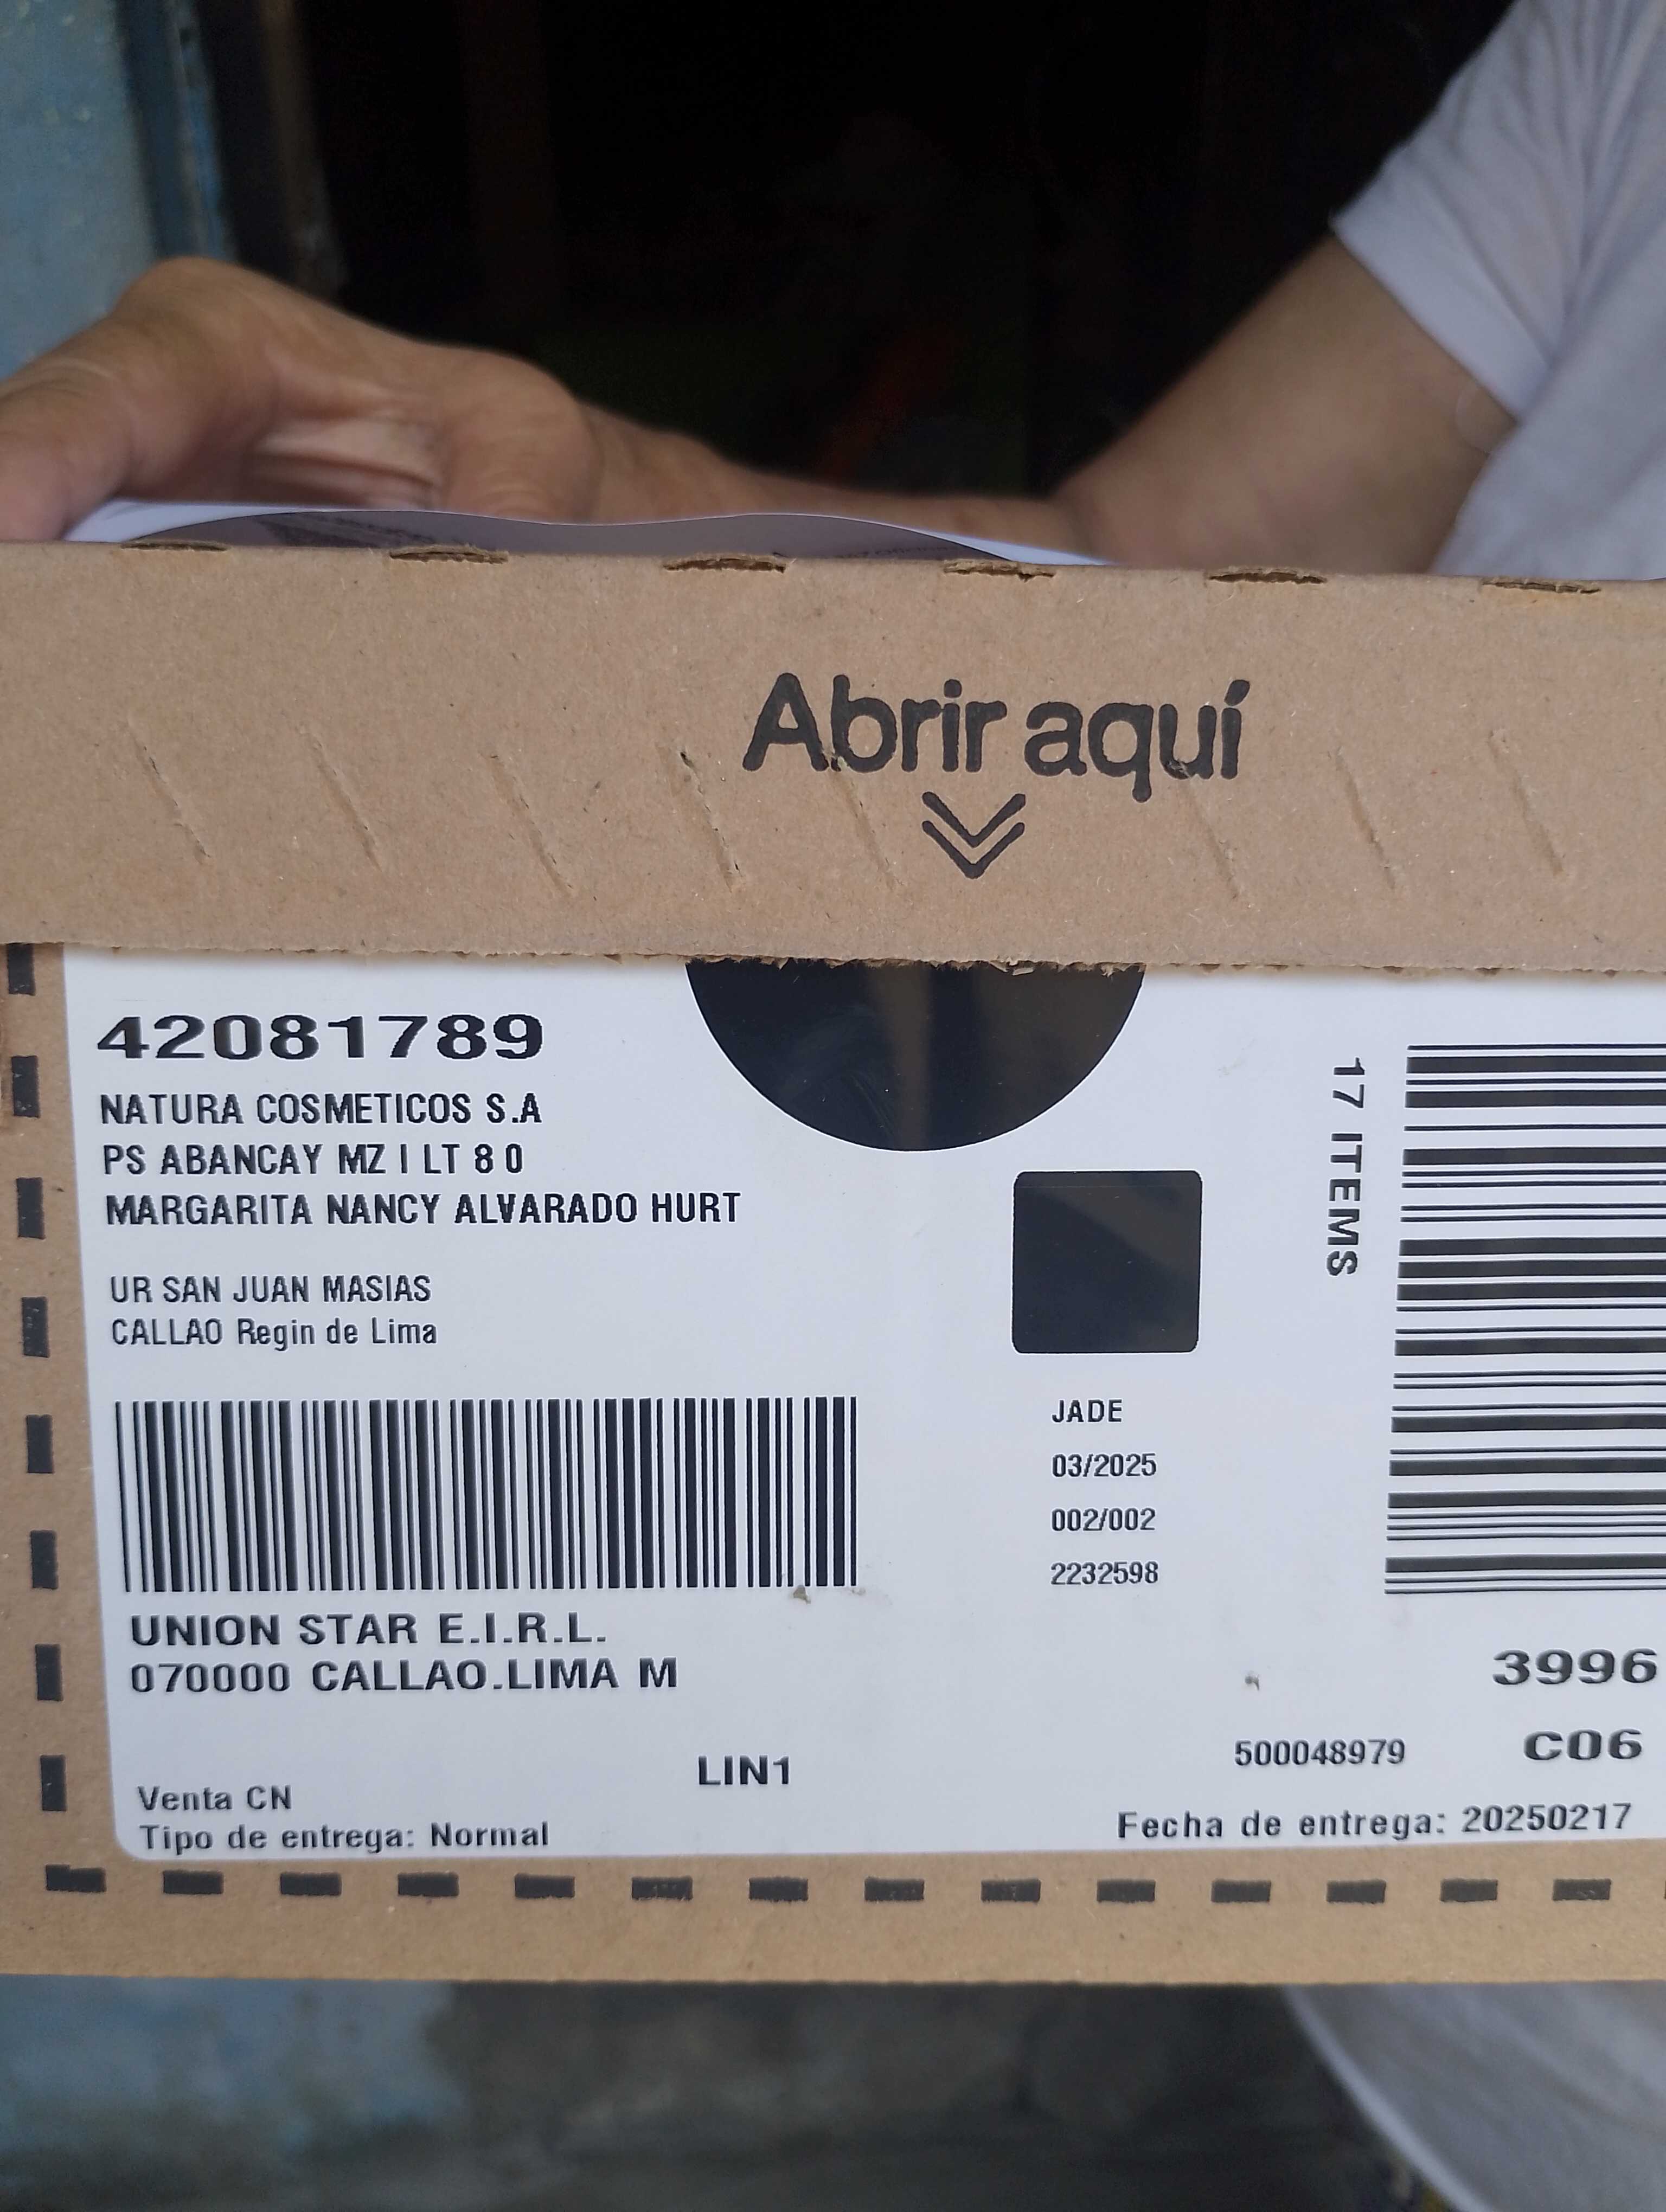 Abrir aquí
42081789
NATURA COSMETICOS S.A
PS ABANCAY MZ I LT 8 0
MARGARITA NANCY ALVARADO HURT
UR SAN JUAN MASIAS
CALLAO Regin de Lima
17 ITEMS
JADE
03/2025
002/002
2232598
UNION STAR E.I.R.L.
070000 CALLAO.LIMA M
3996
500048979
C06
LIN1
Venta CN
Tipo de entrega: Normal
Fecha de entrega: 20250217